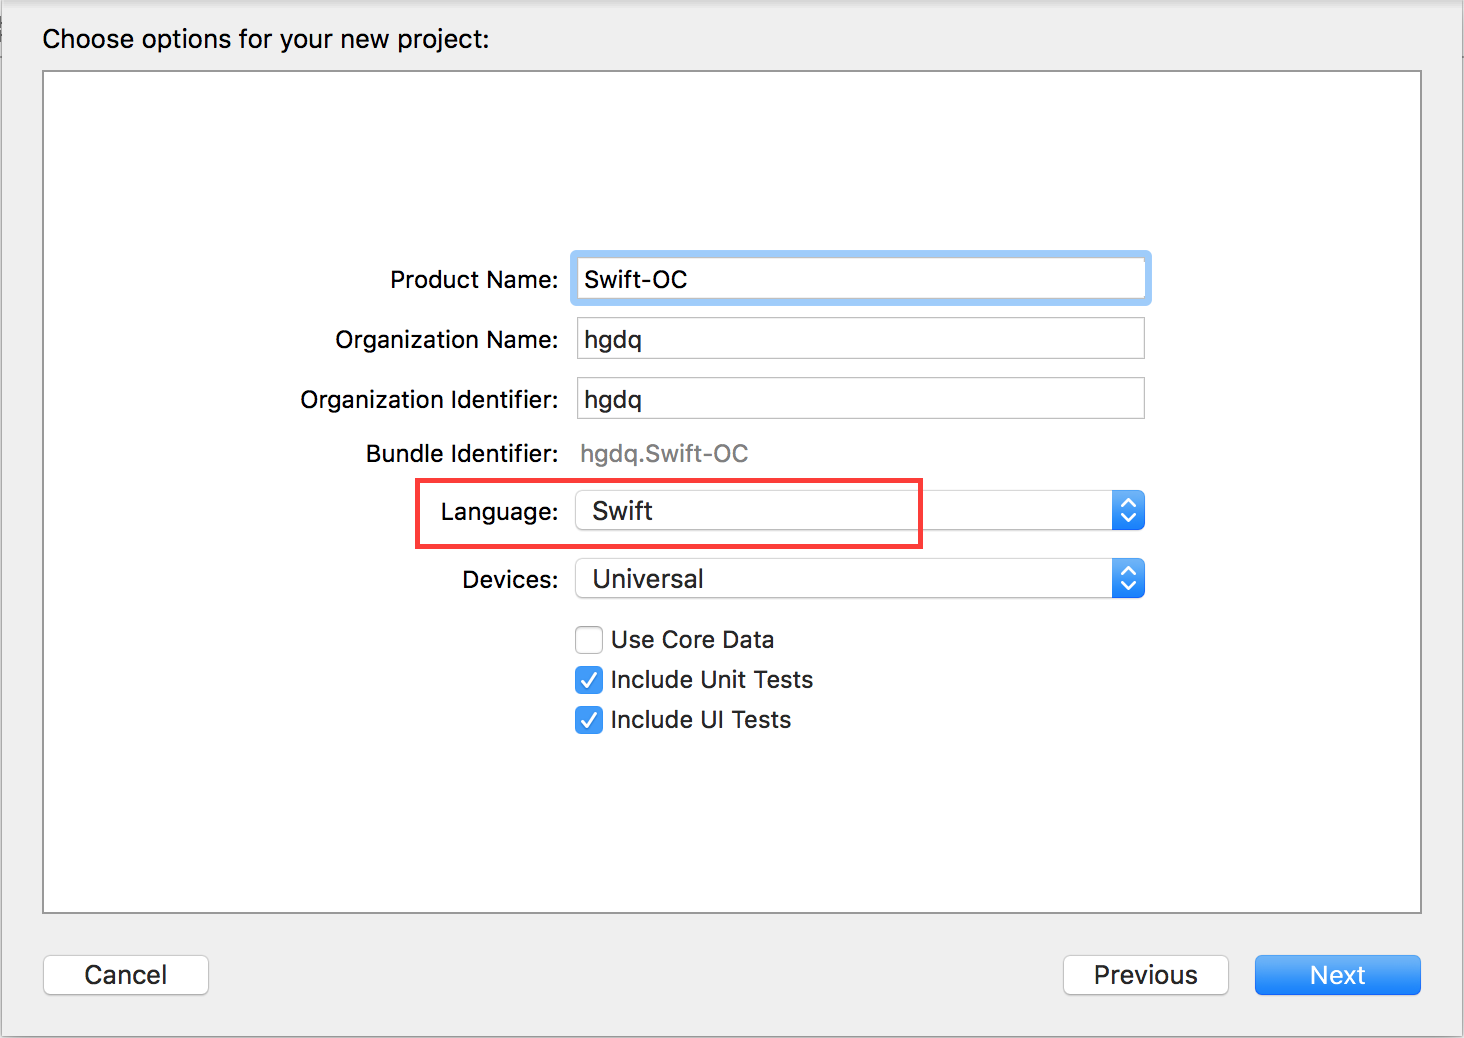 Choose options for your new project:
Product Name: Swift-OC
Organization Name: hgdq
Organization Identifier: hgdq
Bundle Identifier: hgdq.Swift-OC
Language: Swift
Devices: Universal
Use Core Data
Include Unit Tests
Include UI Tests
Cancel Previous Next